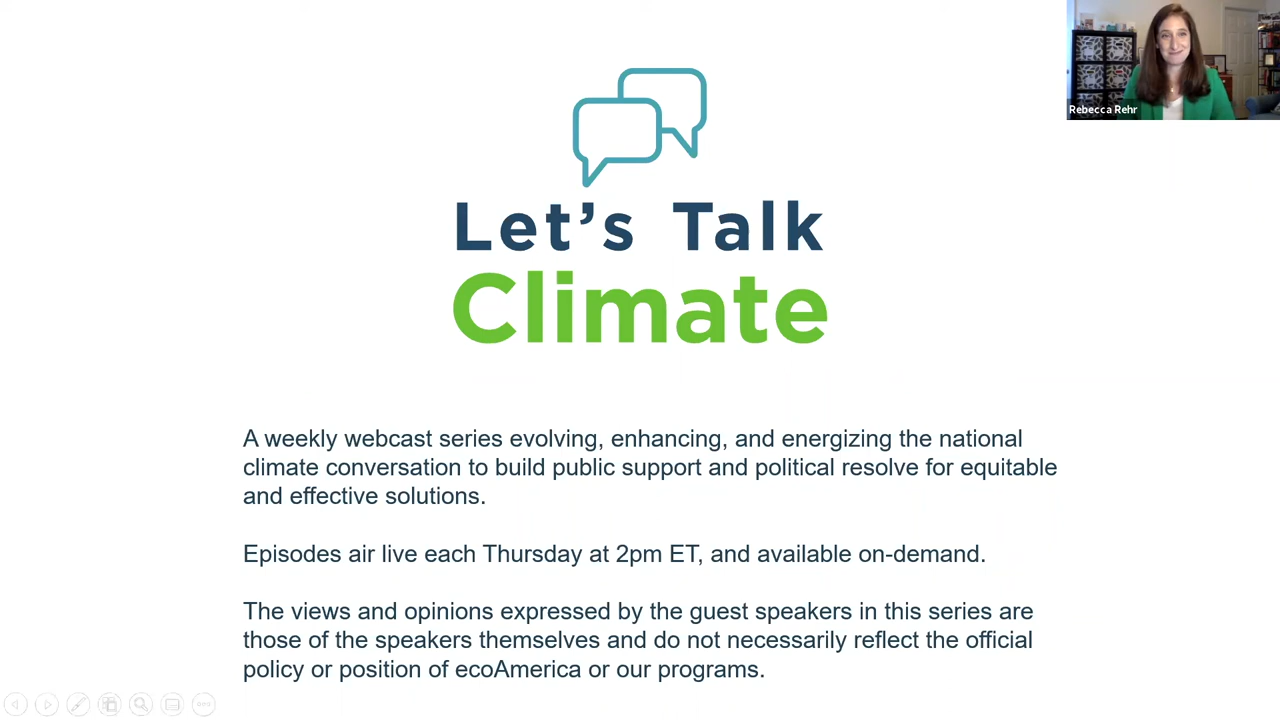 Rebecca Rehr
Let's Talk
Climate
A weekly webcast series evolving, enhancing, and energizing the national
climate conversation to build public support and political resolve for equitable
and effective solutions.
Episodes air live each Thursday at 2pm ET, and available on-demand.
The views and opinions expressed by the guest speakers in this series are
those of the speakers themselves and do not necessarily reflect the official
policy or position of ecoAmerica or our programs.